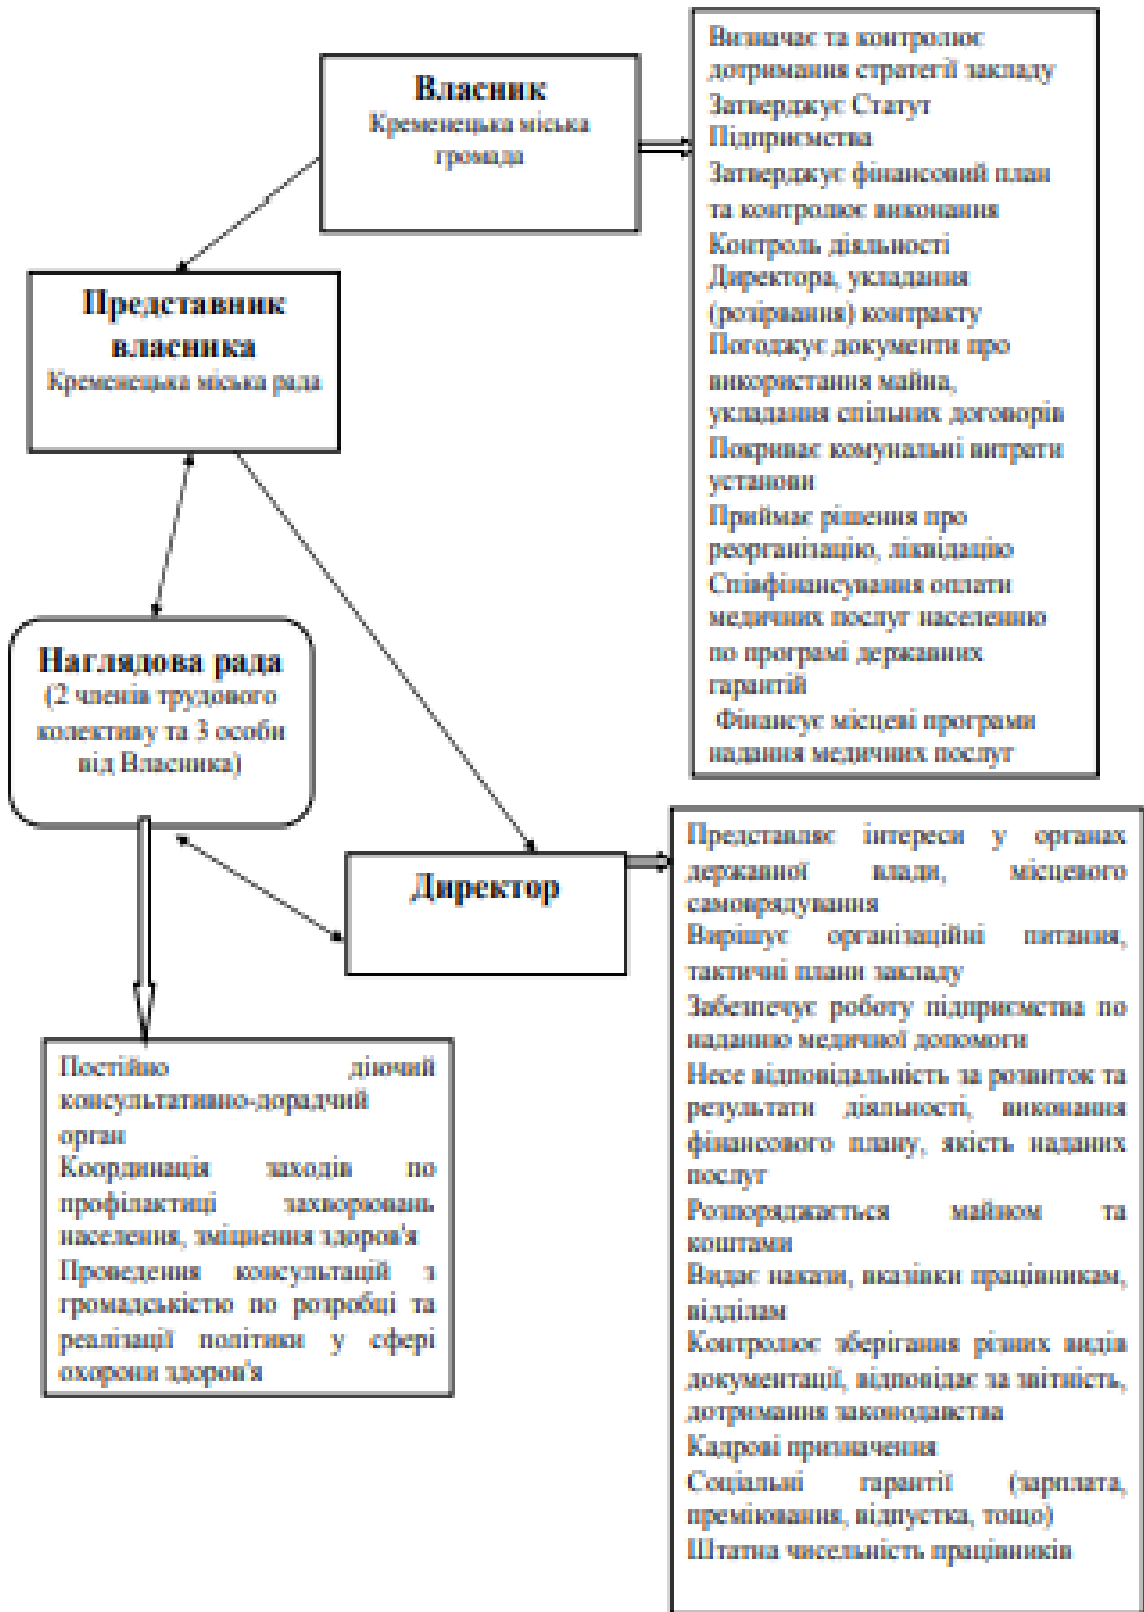 Власник
Кременецька міська
громада
Визначає та контролює
дотримання стратегії закладу
Затверджує Статут
Підприємства
Затверджує фінансовий план
та контролює виконання
Контроль діяльності
Директора, укладання
(розірвання) контракту
Погоджує документи про
використання майна,
укладання спільних договорів
Покриває комунальні витрати
установи
Приймає рішення про
реорганізацію, ліквідацію
Співфінансування оплати
медичних послуг населенню
по програмі державних
гарантій
Фінансує місцеві програми
надання медичних послуг
Представник
власника
Кременецька міська рада
Наглядова рада
(2 членів трудового
колективу та 3 особи
від Власника)
Директор
Представляє інтереси у органах
державної влади, місцевого
самоврядування
Вирішує організаційні питання,
тактичні плани закладу
Забезпечує роботу підприємства по
наданню медичної допомоги
Несе відповідальність за розвиток та
результати діяльності, виконання
фінансового плану, якість наданих
послуг
Розпоряджається майном та
коштами
Видає накази, вказівки працівникам,
відділам
Контролює зберігання різних видів
документації, відповідає за звітність,
дотримання законодавства
Кадрові призначення
Соціальні гарантії (зарплата,
преміювання, відпустка, тощо)
Штатна чисельність працівників
Постійно діючий
консультативно-дорадчий
орган
Координація заходів по
профілактиці захворювань
населення, зміцнення здоров'я
Проведення консультацій з
громадськістю по розробці та
реалізації політики у сфері
охорони здоров'я